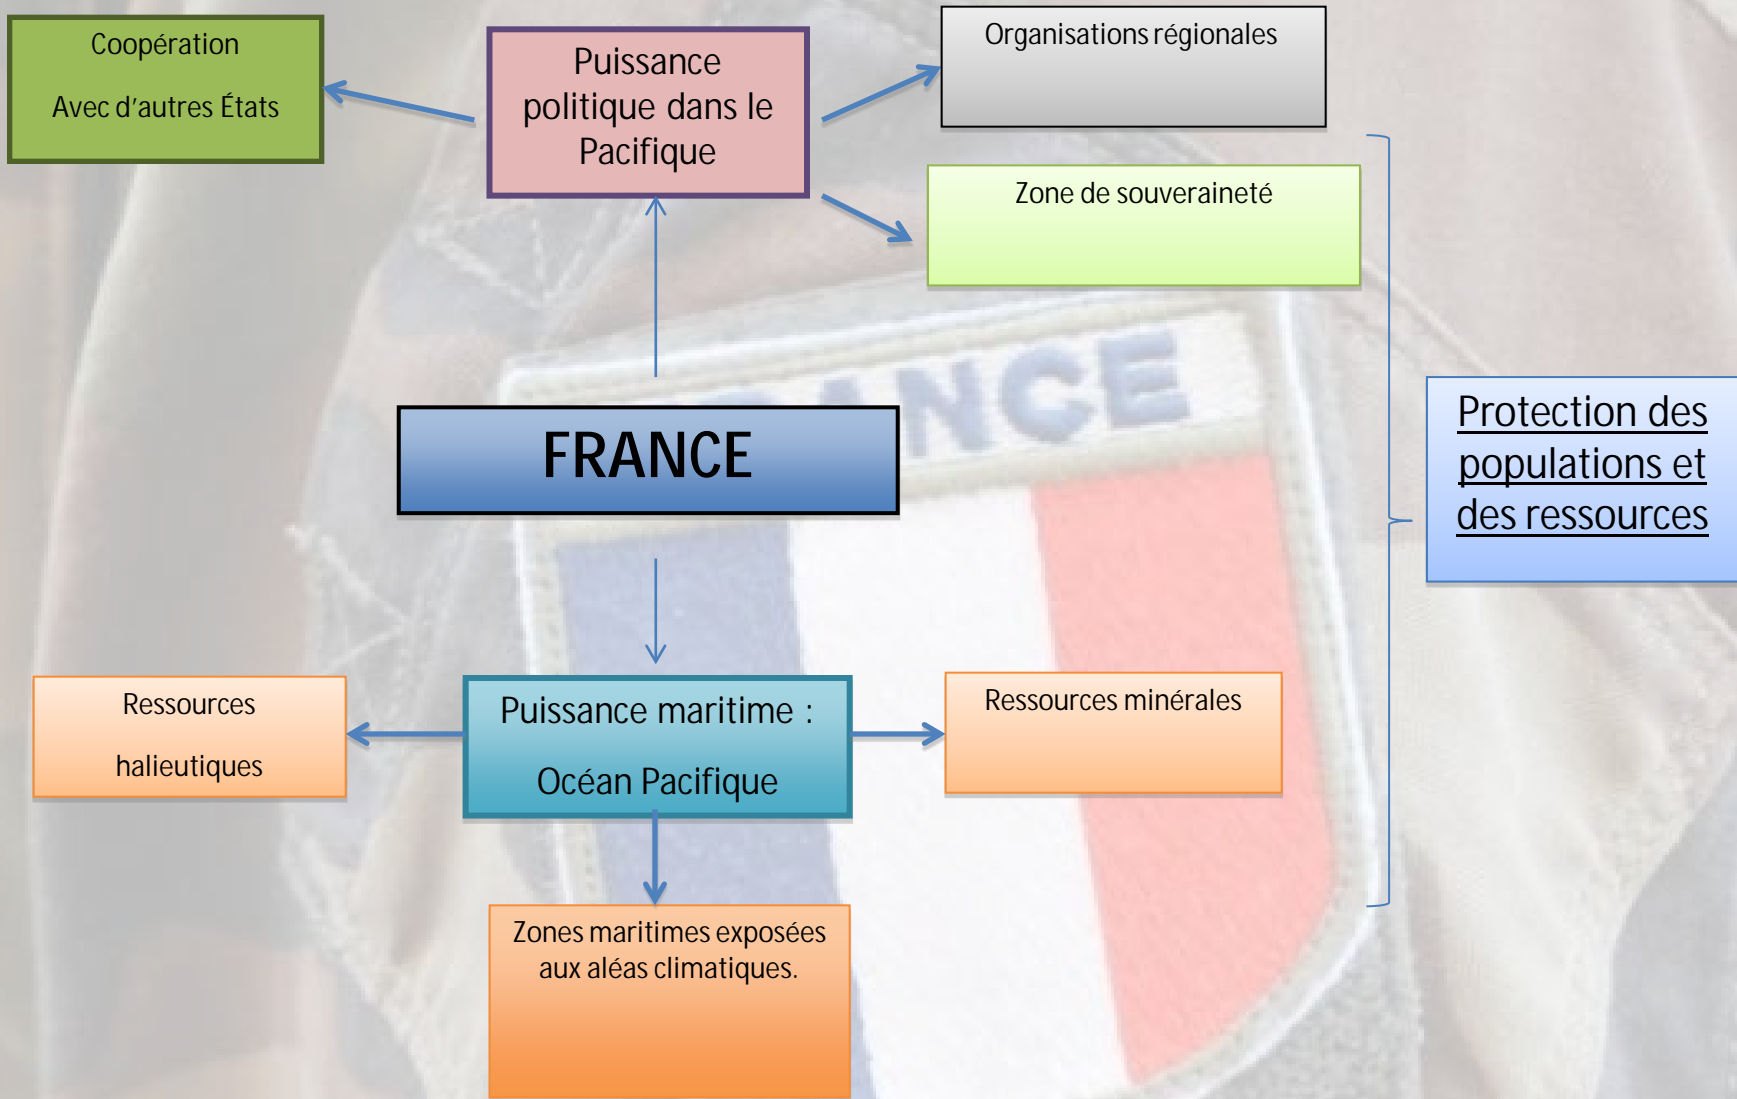 Coopération
Avec d'autres États
Puissance
politique dans le
Pacifique
Organisations régionales
Zone de souveraineté
FRANCE
RANCE
Protection des
populations et
des ressources
Ressources
halieutiques
Puissance maritime :
Océan Pacifique
Ressources minérales
Zones maritimes exposées
aux aléas climatiques.